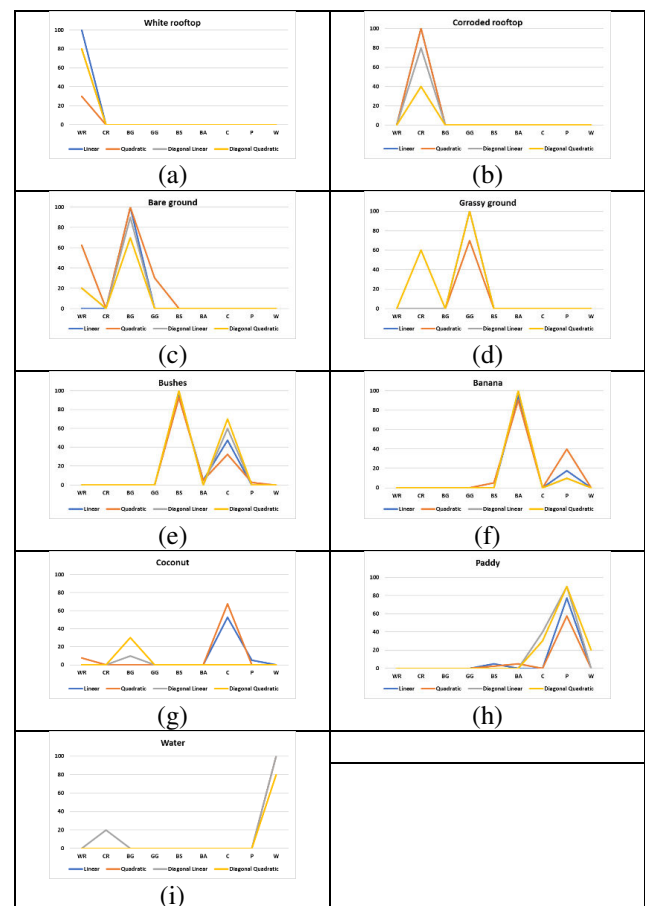 White rooftop
100
80
60
40
20
0
WR CR BG GG BS BA C P W
Linear Quadratic Diagonal Linear Diagonal Quadratic
(a)
Corroded rooftop
100
80
60
40
20
0
WR CR BG GG BS BA C P W
Linear Quadratic Diagonal Linear Diagonal Quadratic
(b)
Bare ground
100
80
60
40
20
0
WR CR BG GG BS BA C P W
Linear Quadratic Diagonal Linear Diagonal Quadratic
(c)
Grassy ground
100
80
60
40
20
0
WR CR BG GG BS BA C P W
Linear Quadratic Diagonal Linear Diagonal Quadratic
(d)
Bushes
100
80
60
40
20
0
WR CR BG GG BS BA C P W
Linear Quadratic Diagonal Linear Diagonal Quadratic
(e)
Banana
100
80
60
40
20
0
WR CR BG GG BS BA C P W
Linear Quadratic Diagonal Linear Diagonal Quadratic
(f)
Coconut
100
80
60
40
20
0
WR CR BG GG BS BA C P W
Linear Quadratic Diagonal Linear Diagonal Quadratic
(g)
Paddy
100
80
60
40
20
0
WR CR BG GG BS BA C P W
Linear Quadratic Diagonal Linear Diagonal Quadratic
(h)
Water
100
80
60
40
20
0
WR CR BG GG BS BA C P W
Linear Quadratic Diagonal Linear Diagonal Quadratic
(i)